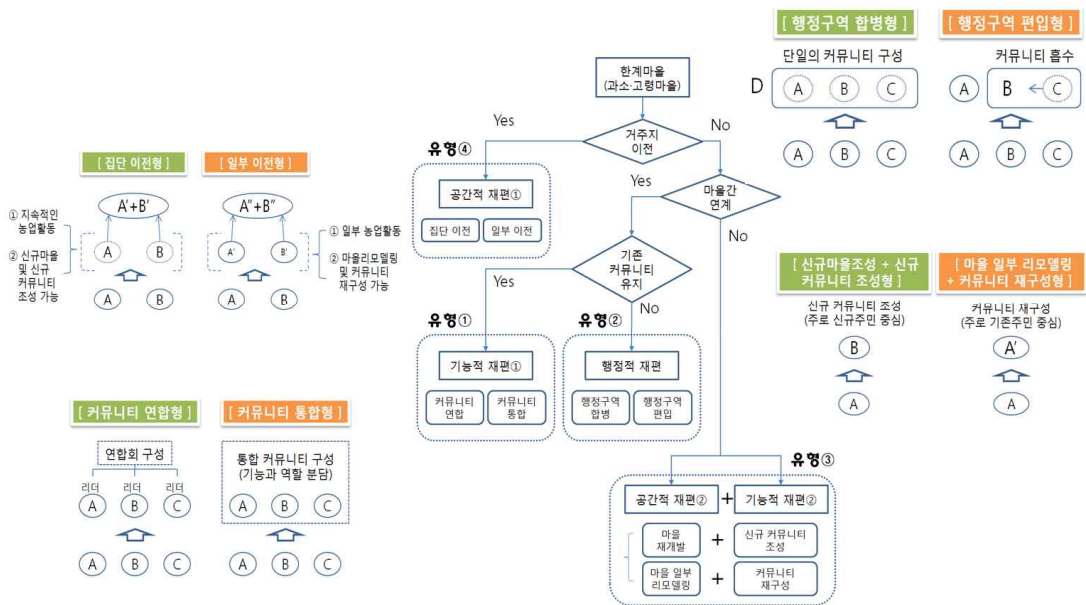 [ 행정구역 합병형 ]
단일의 커뮤니티 구성
D
A B C
A B C
[ 행정구역 편입형 ]
커뮤니티 흡수
A B C
A B C
한계마을
(과소·고령마을)
거주지
이전
Yes
No
유형④
공간적 재편①
집단 이전
일부 이전
마을간
연계
Yes
No
기존
커뮤니티
유지
Yes
No
유형①
기능적 재편①
커뮤니티
연합
커뮤니티
통합
유형②
행정적 재편
행정구역
합병
행정구역
편입
유형③
공간적 재편② + 기능적 재편②
마을
재개발
+
신규 커뮤니티
조성
마을 일부
리모델링
+
커뮤니티
재구성
[ 집단 이전형 ]
A'+B'
① 지속적인
농업활동
② 신규마을
및 신규
커뮤니티
조성 가능
A B
A B
[ 일부 이전형 ]
A"+B"
① 일부 농업활동
② 마을리모델링
및 커뮤니티
재구성 가능
A' B'
A B
[ 신규마을조성 + 신규
커뮤니티 조성형 ]
신규 커뮤니티 조성
(주로 신규주민 중심)
B
A
[ 마을 일부 리모델링
+ 커뮤니티 재구성형 ]
커뮤니티 재구성
(주로 기존주민 중심)
A'
A
[ 커뮤니티 연합형 ]
연합회 구성
리더 리더 리더
A B C
A B C
[ 커뮤니티 통합형 ]
통합 커뮤니티 구성
(기능과 역할 분담)
A B C
A B C